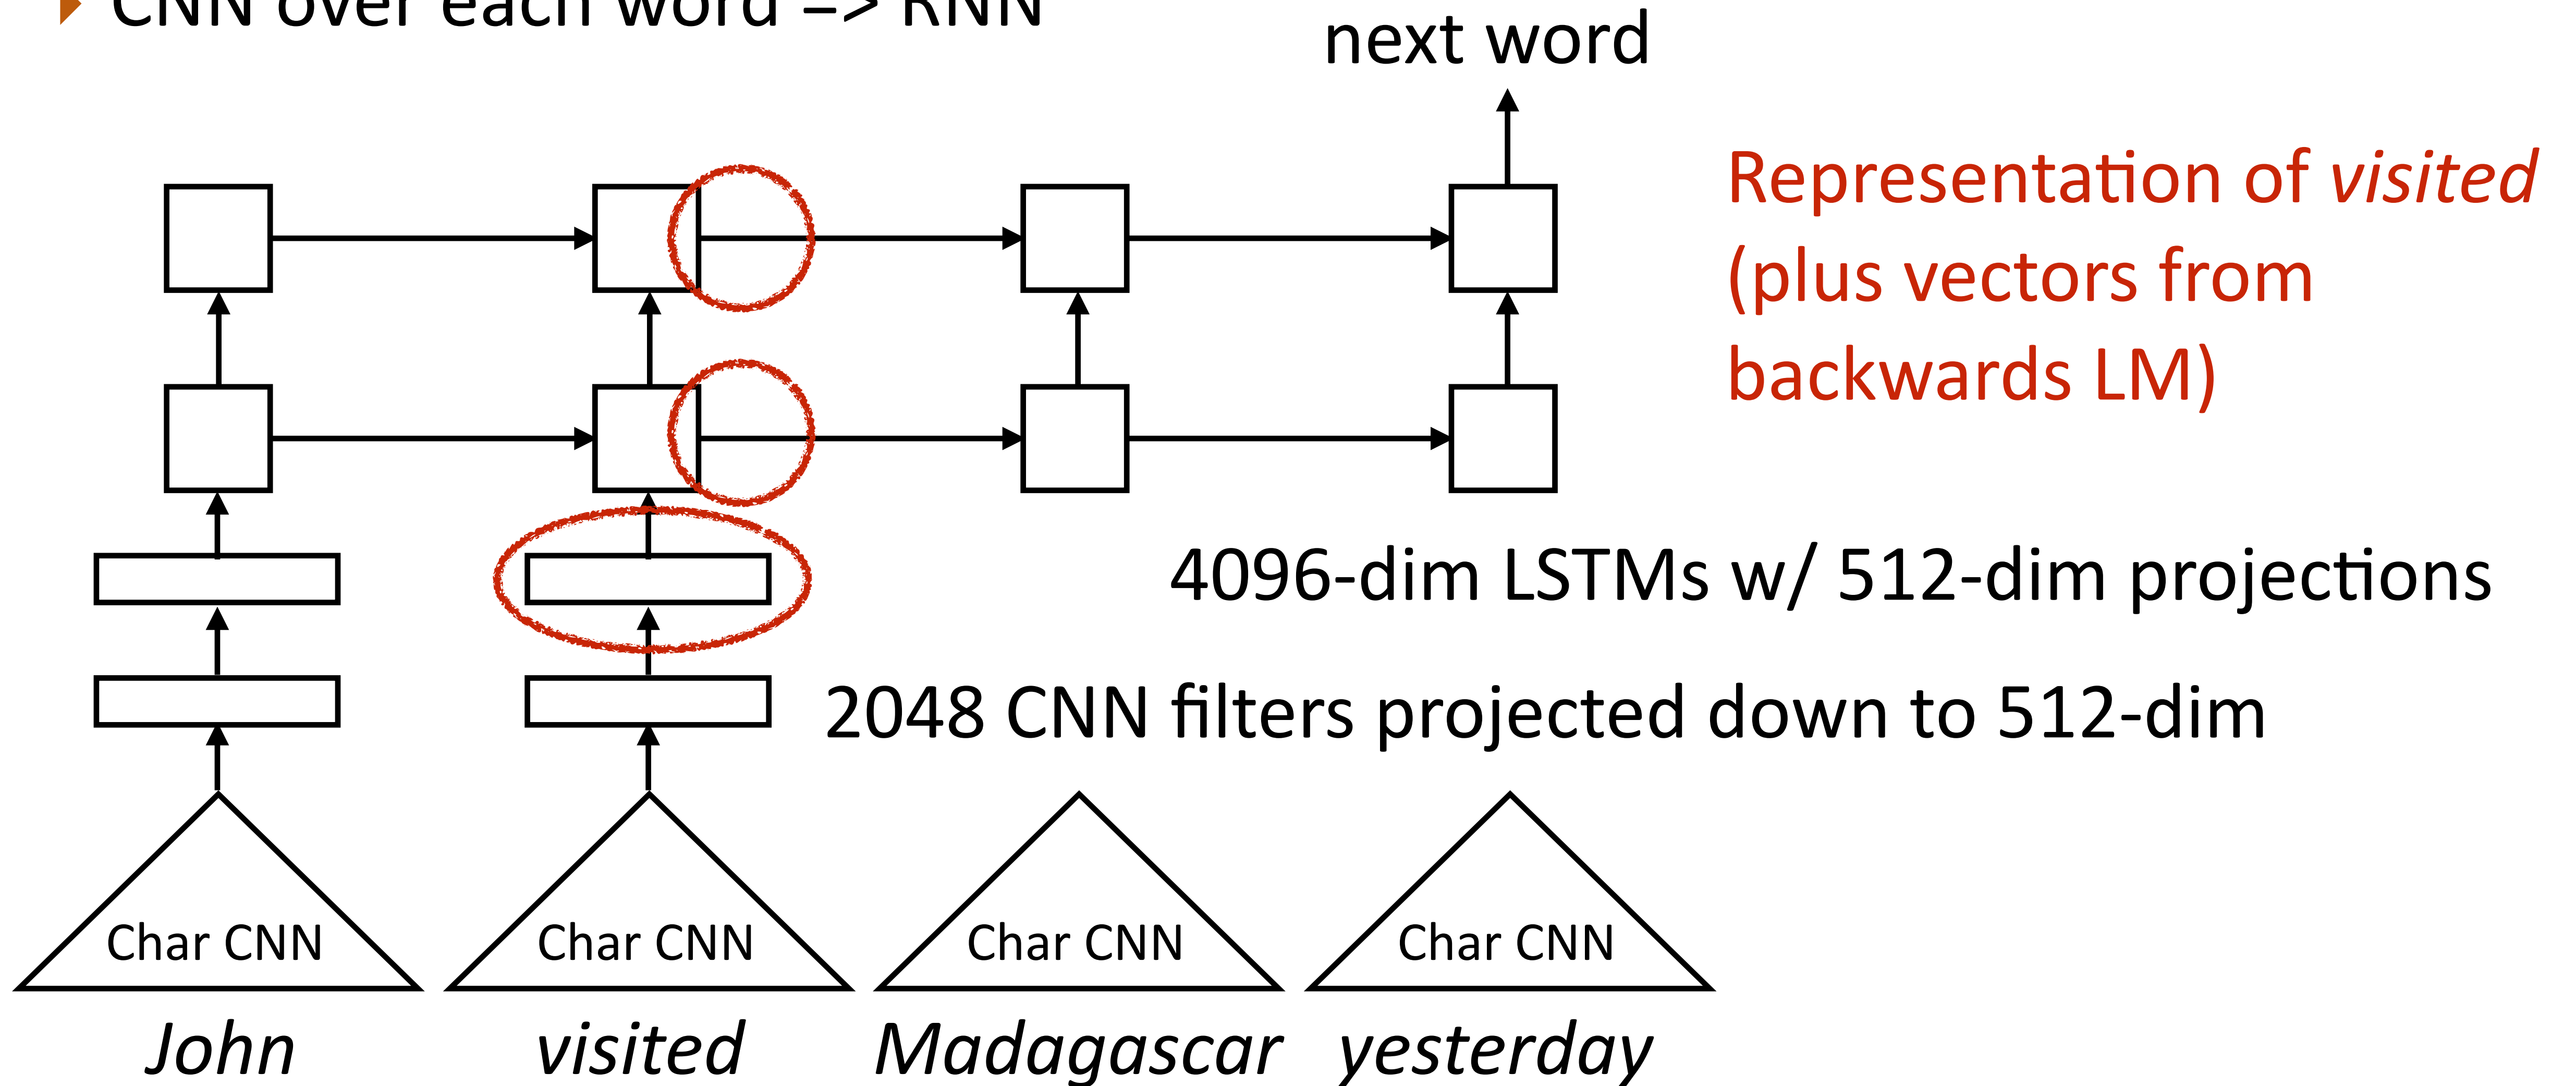 CNN over each word => RNN
next word
Representation of visited
(plus vectors from
backwards LM)
4096-dim LSTMs w/ 512-dim projections
2048 CNN filters projected down to 512-dim
Char CNN Char CNN Char CNN Char CNN
John visited Madagascar yesterday